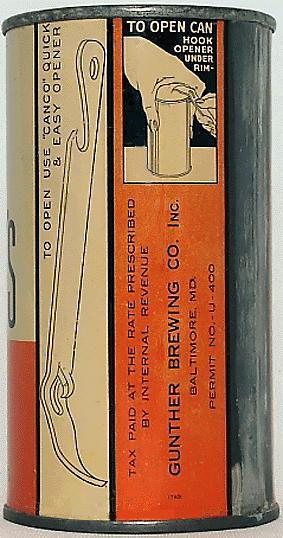 TO OPEN USE "CANCO" QUICK
& EASY OPENER
TO OPEN CAN
HOOK
OPENER
UNDER
RIM-
TAX PAID AT THE RATE PRESCRIBED
BY INTERNAL REVENUE
GUNTHER BREWING CO. INC.
BALTIMORE, MD.
PERMIT NO.-U-400
S